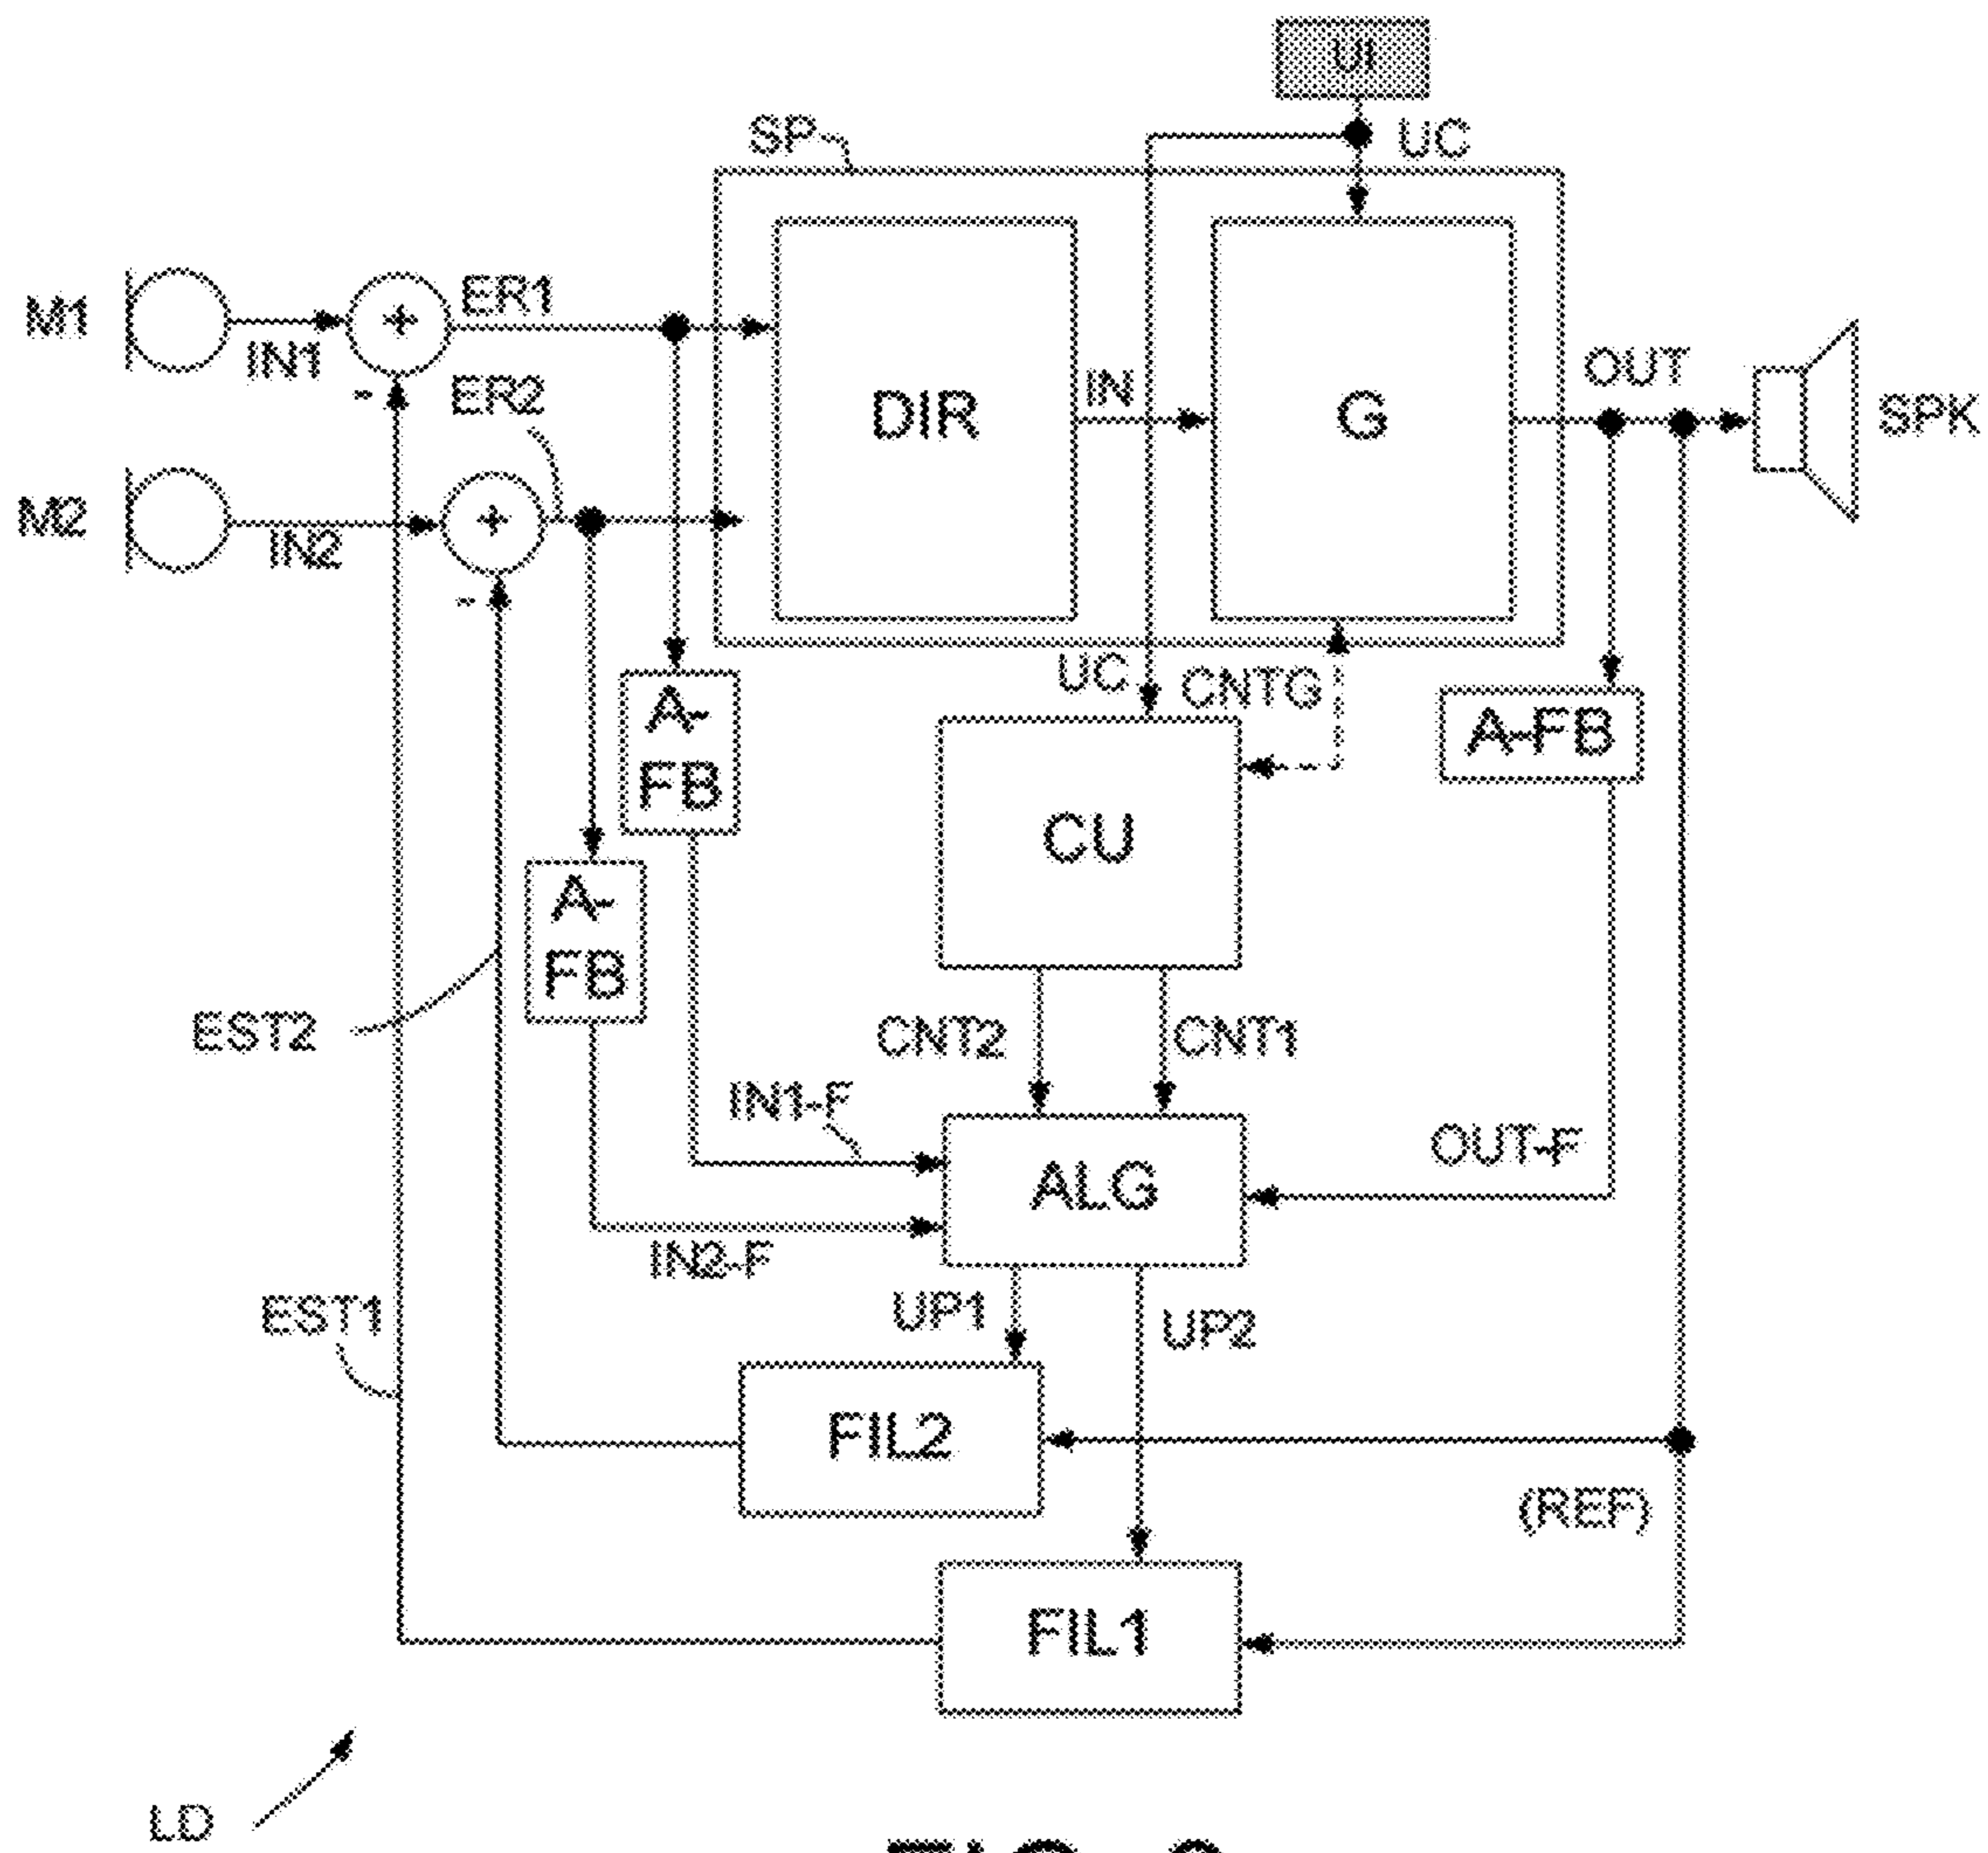 UI
SP
UC
M1
+
ER1
IN1
-
ER2
DIR
IN
G
OUT
SPK
M2
+
IN2
-
UC
CNTG
A-
FB
A-FB
CU
A-
FB
EST2
CNT2
CNT1
IN1-F
OUT-F
ALG
IN2-F
EST1
UP1
UP2
FIL2
(REF)
FIL1
LD